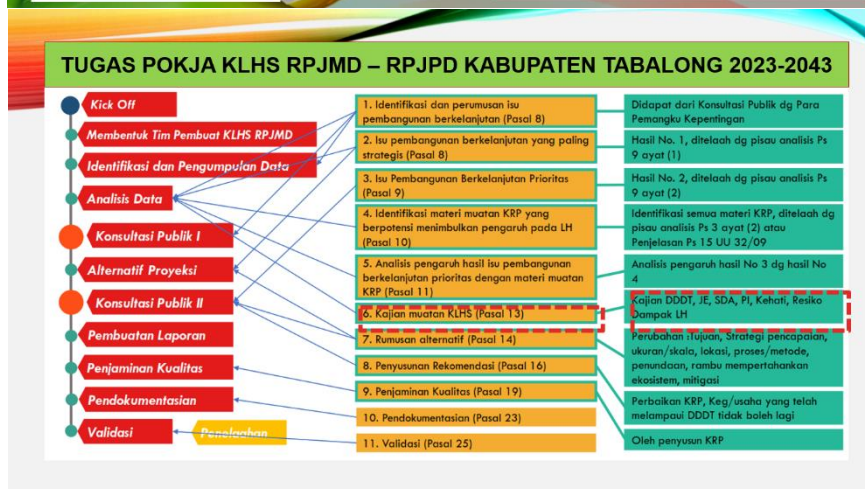 TUGAS POKJA KLHS RPJMD – RPJPD KABUPATEN TABALONG 2023-2043
Kick Off
Membentuk Tim Pembuat KLHS RPJMD
Identifikasi dan Pengumpulan Data
Analisis Data
Konsultasi Publik I
Alternatif Proyeksi
Konsultasi Publik II
Pembuatan Laporan
Penjaminan Kualitas
Pendokumentasian
Validasi
Penelaahan
1. Identifikasi dan perumusan isu
pembangunan berkelanjutan (Pasal 8)
2. Isu pembangunan berkelanjutan yang paling
strategis (Pasal 8)
3. Isu Pembangunan Berkelanjutan Prioritas
(Pasal 9)
4. Identifikasi materi muatan KRP yang
berpotensi menimbulkan pengaruh pada LH
(Pasal 10)
5. Analisis pengaruh hasil isu pembangunan
berkelanjutan prioritas dengan materi muatan
KRP (Pasal 11)
6. Kajian muatan KLHS (Pasal 13)
7. Rumusan alternatif (Pasal 14)
8. Penyusunan Rekomendasi (Pasal 16)
9. Penjaminan Kualitas (Pasal 19)
10. Pendokumentasian (Pasal 23)
11. Validasi (Pasal 25)
Didapat dari Konsultasi Publik dg Para
Pemangku Kepentingan
Hasil No. 1, ditelaah dg pisau analisis Ps
9 ayat (1)
Hasil No. 2, ditelaah dg pisau analisis Ps
9 ayat (2)
Identifikasi semua materi KRP, ditelaah dg
pisau analisis Ps 3 ayat (2) atau
Penjelasan Ps 15 UU 32/09
Analisis pengaruh hasil No 3 dg hasil No
4
Kajian DDDT, JE, SDA, PI, Kehati, Resiko
Dampak LH
Perubahan :Tujuan, Strategi pencapaian,
ukuran/skala, lokasi, proses/metode,
penundaan, rambu mempertahankan
ekosistem, mitigasi
Perbaikan KRP, Keg/usaha yang telah
melampaui DDDT tidak boleh lagi
Oleh penyusun KRP